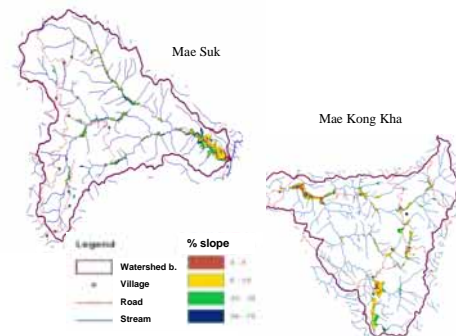 Mae Suk
Mae Kong Kha
Legend
% slope
Watershed b.
Village
Road
Stream